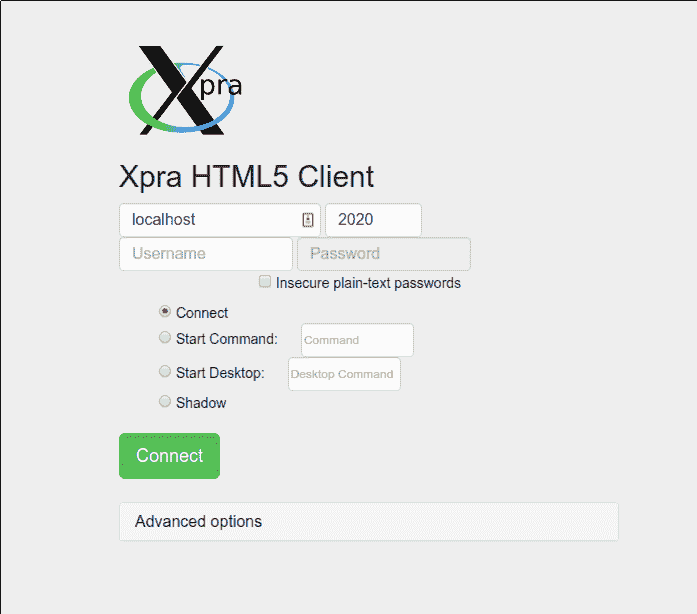 Xpra
Xpra HTML5 Client
localhost 2020
Username Password
Insecure plain-text passwords
Connect
Start Command: Command
Start Desktop: Desktop Command
Shadow
Connect
Advanced options